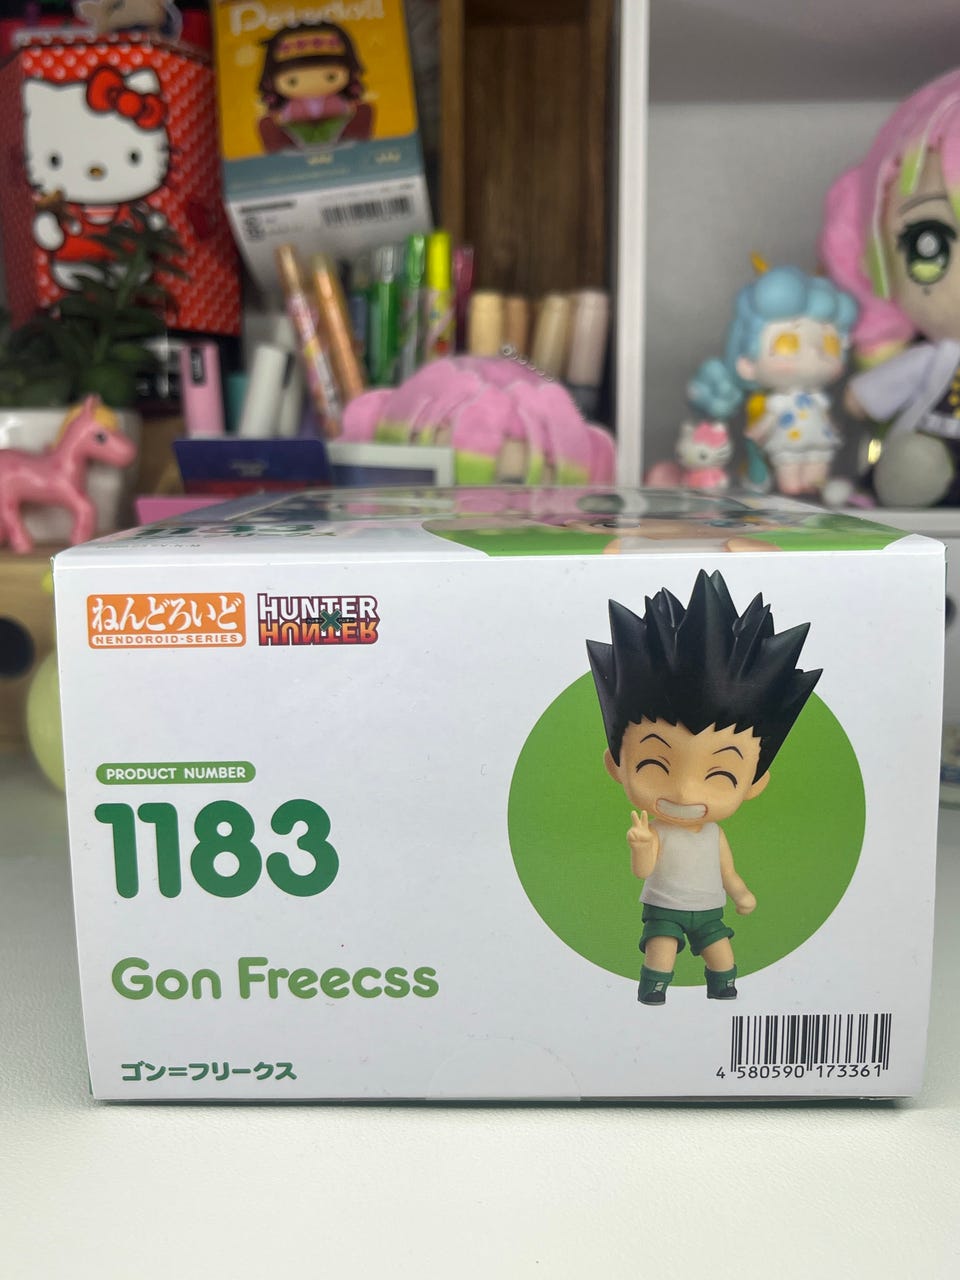 ねんどろいど
NENDOROID-SERIES
HUNTER
HUNTER
PRODUCT NUMBER
1183
Gon Freecss
ゴン=フリークス
4 580590 173361
1183